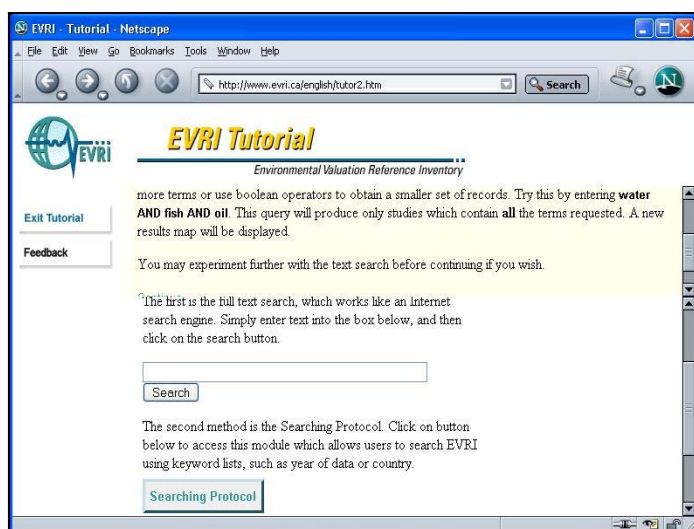 EVRI - Tutorial - Netscape
File Edit View Go Bookmarks Tools Window Help
http://www.evri.ca/english/tutor2.htm Search N
EVRI
EVRI Tutorial
Environmental Valuation Reference Inventory
Exit Tutorial
Feedback
more terms or use boolean operators to obtain a smaller set of records. Try this by entering water
AND fish AND oil. This query will produce only studies which contain all the terms requested. A new
results map will be displayed.
You may experiment further with the text search before continuing if you wish.
The first is the full text search, which works like an Internet
search engine. Simply enter text into the box below, and then
click on the search button.
Search
The second method is the Searching Protocol. Click on button
below to access this module which allows users to search EVRI
using keyword lists, such as year of data or country.
Searching Protocol